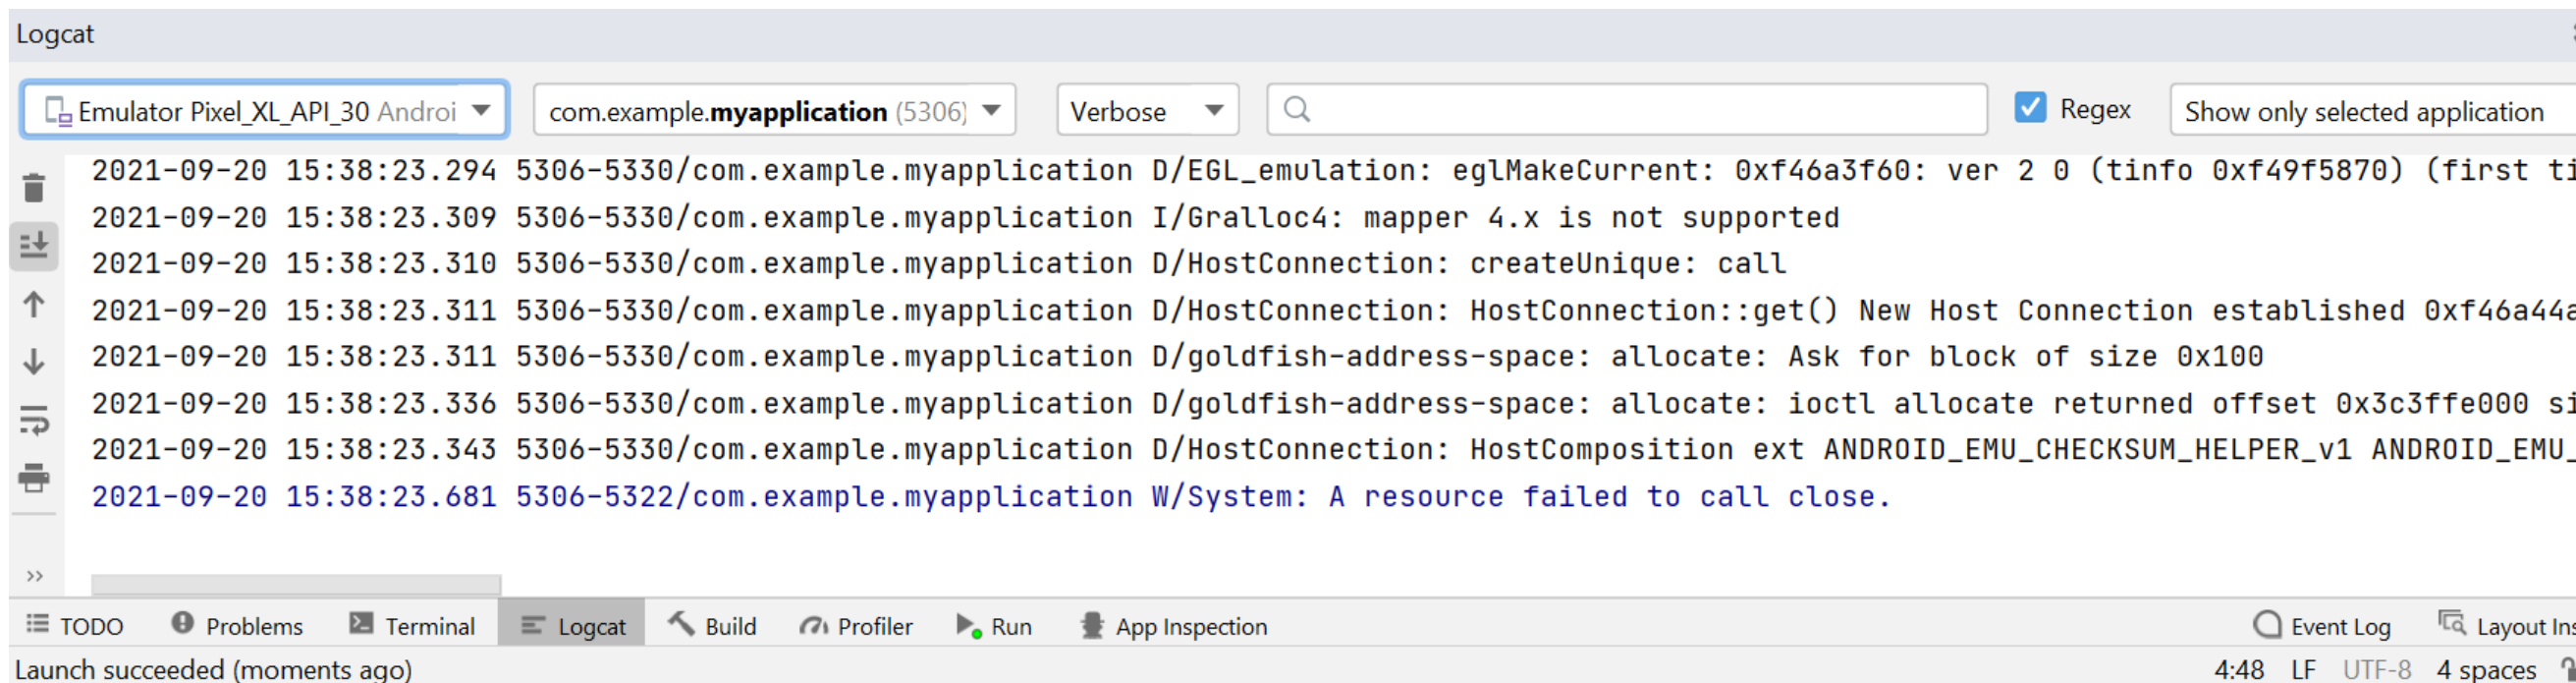 Logcat
Emulator Pixel_XL_API_30 Androi com.example.myapplication (5306) Verbose Regex Show only selected application
2021-09-20 15:38:23.294 5306-5330/com.example.myapplication D/EGL_emulation: eglMakeCurrent: 0xf46a3f60: ver 2 0 (tinfo 0xf49f5870) (first ti
2021-09-20 15:38:23.309 5306-5330/com.example.myapplication I/Gralloc4: mapper 4.x is not supported
2021-09-20 15:38:23.310 5306-5330/com.example.myapplication D/HostConnection: createUnique: call
2021-09-20 15:38:23.311 5306-5330/com.example.myapplication D/HostConnection: HostConnection::get() New Host Connection established 0xf46a44a
2021-09-20 15:38:23.311 5306-5330/com.example.myapplication D/goldfish-address-space: allocate: Ask for block of size 0x100
2021-09-20 15:38:23.336 5306-5330/com.example.myapplication D/goldfish-address-space: allocate: ioctl allocate returned offset 0x3c3ffe000 si
2021-09-20 15:38:23.343 5306-5330/com.example.myapplication D/HostConnection: HostComposition ext ANDROID_EMU_CHECKSUM_HELPER_v1 ANDROID_EMU_
2021-09-20 15:38:23.681 5306-5322/com.example.myapplication W/System: A resource failed to call close.
TODO Problems Terminal Logcat Build Profiler Run App Inspection Event Log Layout Ins
Launch succeeded (moments ago) 4:48 LF UTF-8 4 spaces